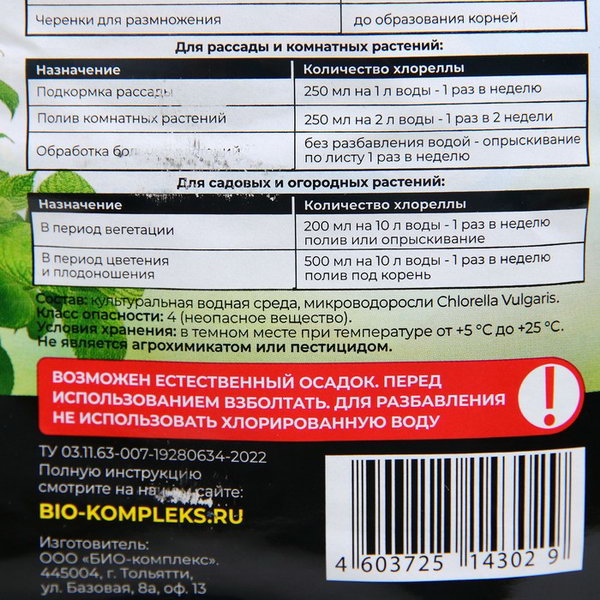 Черенки для размножения до образования корней
Для рассады и комнатных растений:
Назначение Количество хлореллы
Подкормка рассады 250 мл на 1 л воды - 1 раз в неделю
Полив комнатных растений 250 мл на 2 л воды - 1 раз в 2 недели
Обработка без разбавления водой - опрыскивание
по листу 1 раз в неделю
Для садовых и огородных растений:
Назначение Количество хлореллы
В период вегетации 200 мл на 10 л воды - 1 раз в неделю
полив или опрыскивание
В период цветения 500 мл на 10 л воды - 1 раз в неделю
и плодоношения полив под корень
Состав: культуральная водная среда, микроводоросли Chlorella Vulgaris.
Класс опасности: 4 (неопасное вещество).
Условия хранения: в темном месте при температуре от +5 °C до +25 °C.
Не является агрохимикатом или пестицидом.
ВОЗМОЖЕН ЕСТЕСТВЕННЫЙ ОСАДОК. ПЕРЕД
ИСПОЛЬЗОВАНИЕМ ВЗБОЛТАТЬ. ДЛЯ РАЗБАВЛЕНИЯ
НЕ ИСПОЛЬЗОВАТЬ ХЛОРИРОВАННУЮ ВОДУ
!
ТУ 03.11.63-007-19280634-2022
Полную инструкцию
смотрите на нашем сайте:
BIO-KOMPLEKS.RU
Изготовитель:
ООО «БИО-комплекс».
445004, г. Тольятти,
ул. Базовая, 8а, оф. 13
4 603725 14302 9